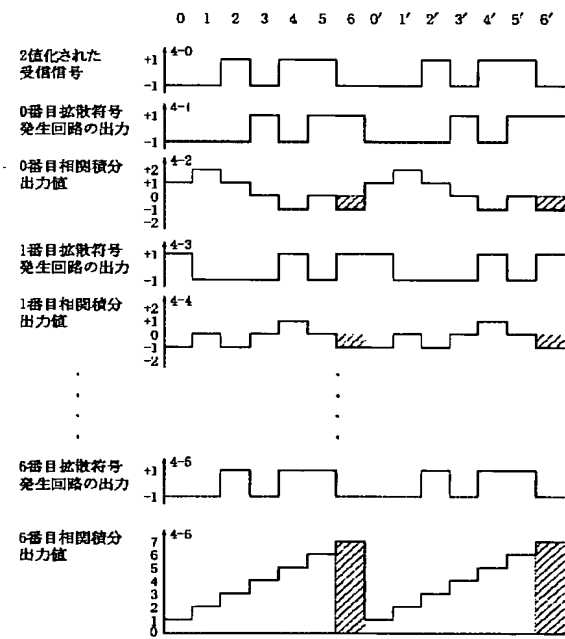 0 1 2 3 4 5 6 0′ 1′ 2′ 3′ 4′ 5′ 6′
2値化された
受信信号
4-0
+1
-1
0番目拡散符号
発生回路の出力
4-1
+1
-1
0番目相関積分
出力値
4-2
+2
+1
0
-1
-2
1番目拡散符号
発生回路の出力
4-3
+1
-1
1番目相関積分
出力値
4-4
+2
+1
0
-1
-2
6番目拡散符号
発生回路の出力
4-5
+1
-1
6番目相関積分
出力値
4-6
7
6
5
4
3
2
1
0